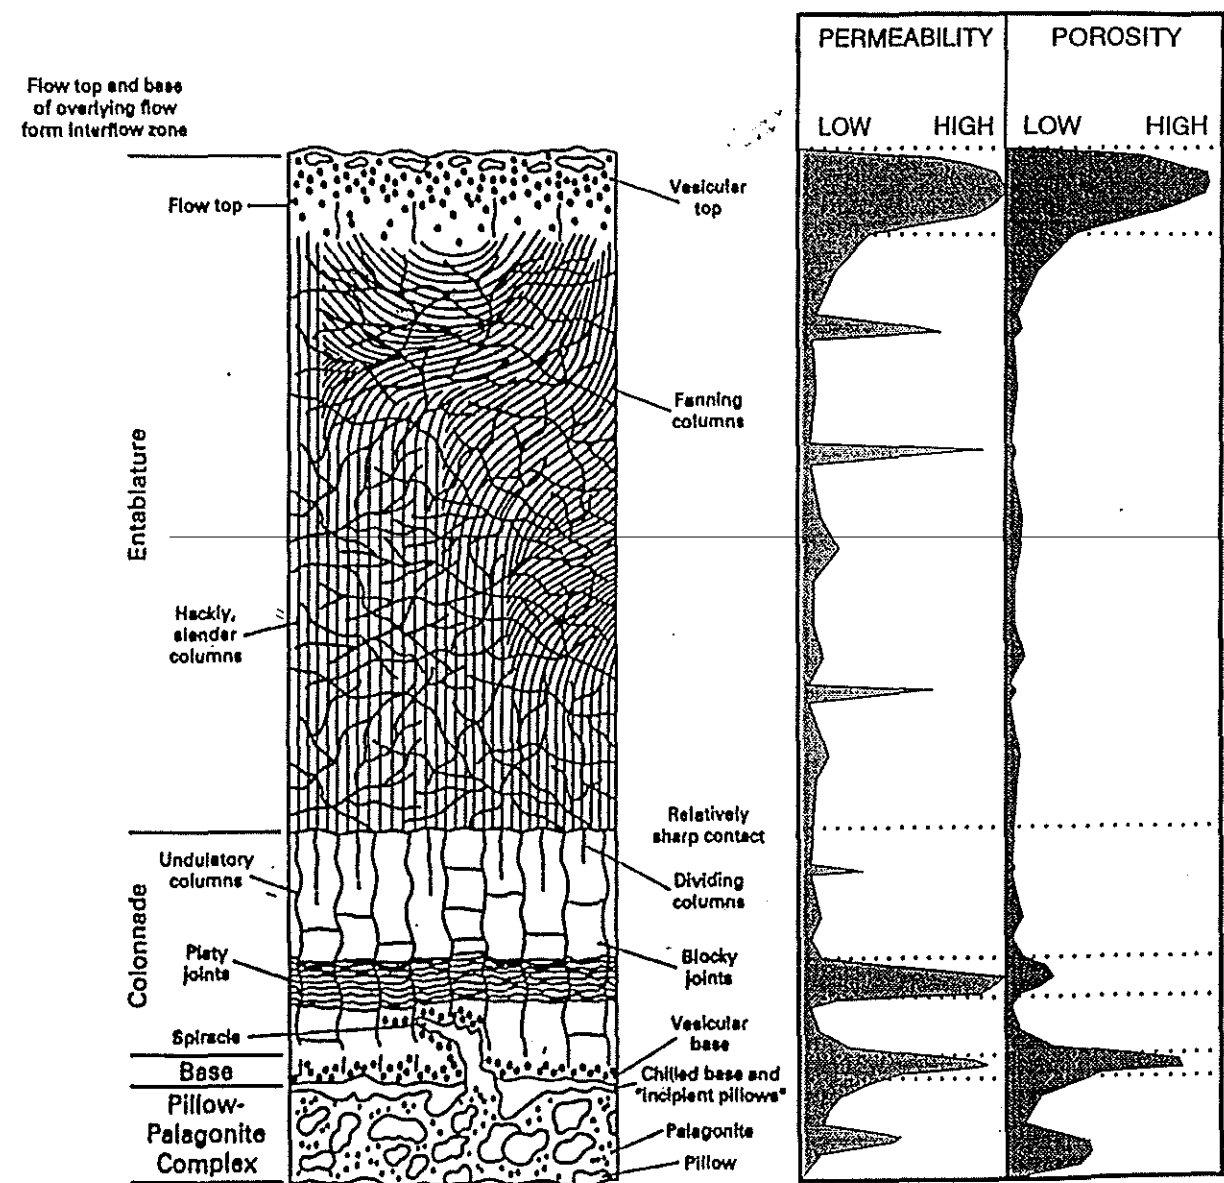 PERMEABILITY
POROSITY
LOW
HIGH
LOW
HIGH
Flow top and base
of overlying flow
form interflow zone
Flow top
Vesicular
top
Fanning
columns
Entablature
Hackly,
slender
columns
Relatively
sharp contact
Undulatory
columns
Dividing
columns
Colonnade
Platy
joints
Blocky
joints
Spiracle
Vesicular
base
Base
Chilled base and
"incipient pillows"
Pillow-
Palagonite
Complex
Palagonite
Pillow